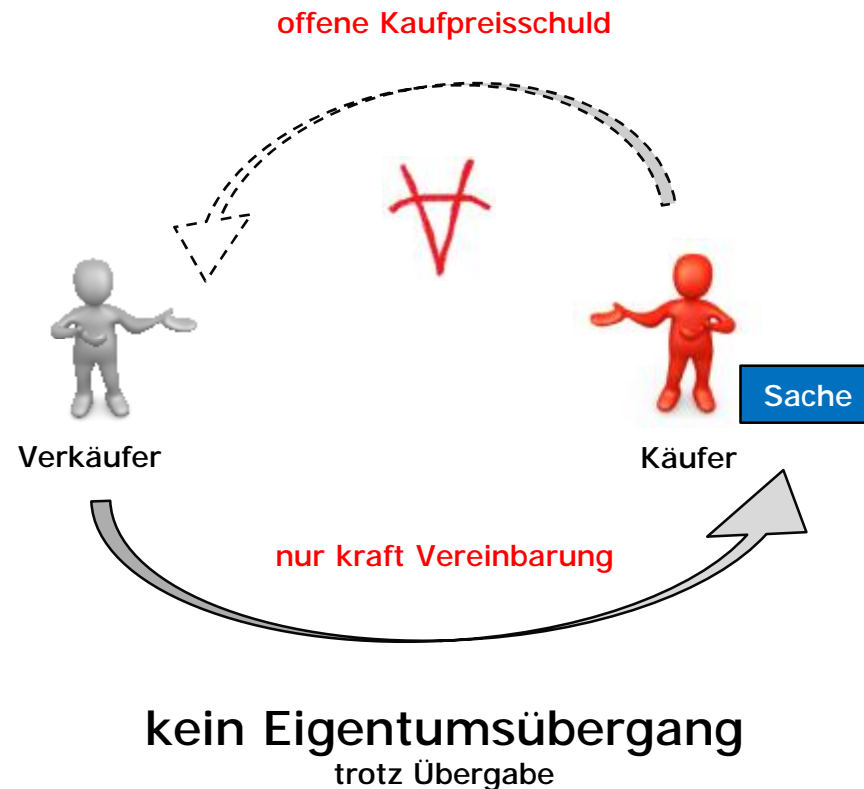 offene Kaufpreisschuld
∀
Sache
Verkäufer
Käufer
nur kraft Vereinbarung
kein Eigentumsübergang
trotz Übergabe